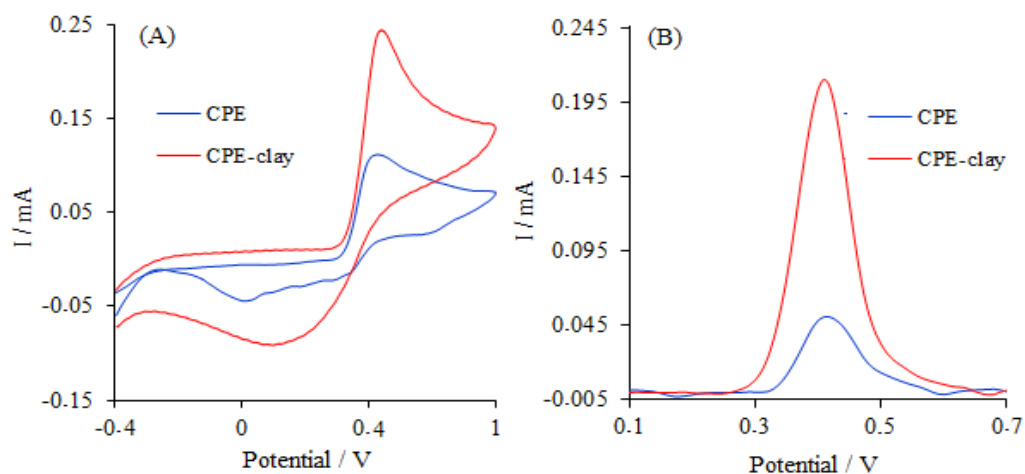 (A)
0.25
0.15
0.05
-0.05
-0.15
I / mA
CPE
CPE-clay
-0-4
0
0-4
1
Potential / V
(B)
0.245
0.195
0.145
0.095
0.045
-0.005
I / mA
CPE
CPE-clay
0-1
0-3
0-5
0-7
Potential / V